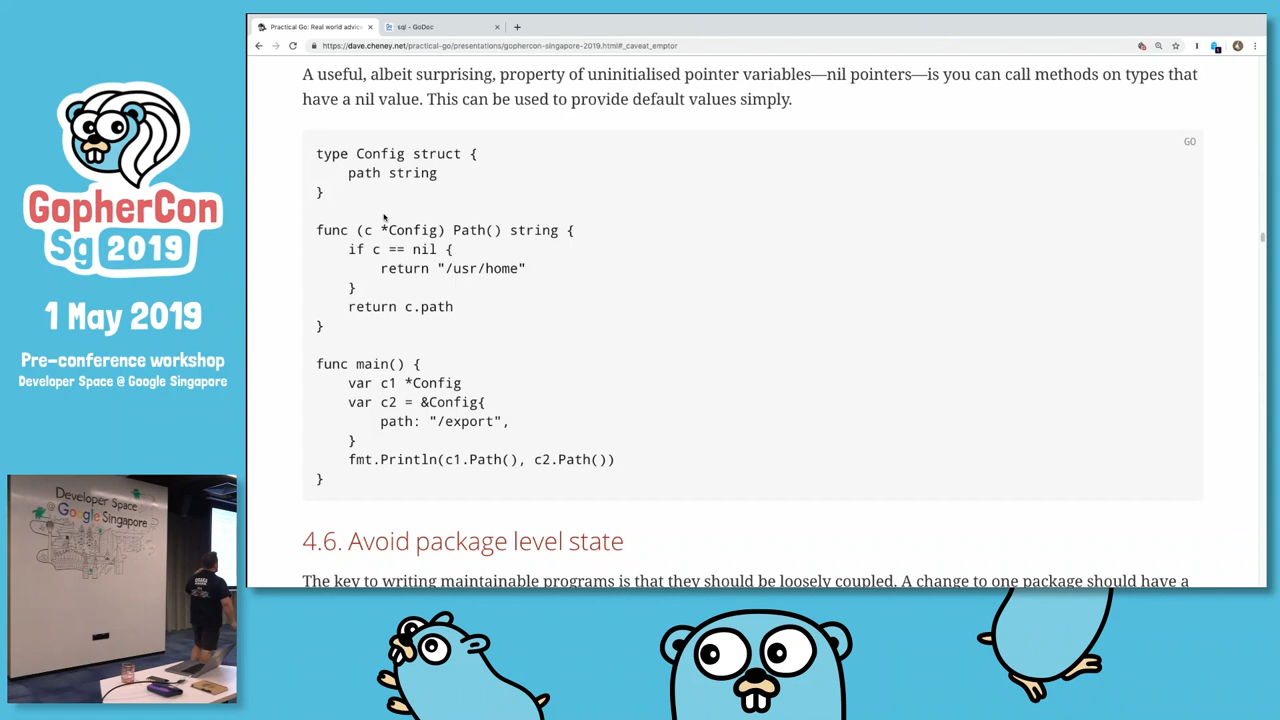 Practical Go: Real world advic
sql - GoDoc
https://dave.cheney.net/practical-go/presentations/gophercon-singapore-2019.html#_caveat_emptor
A useful, albeit surprising, property of uninitialised pointer variables—nil pointers—is you can call methods on types that
have a nil value. This can be used to provide default values simply.
GO
type Config struct {
path string
}
func (c *Config) Path() string {
if c == nil {
return "/usr/home"
}
return c.path
}
func main() {
var c1 *Config
var c2 = &Config{
path: "/export",
}
fmt.Println(c1.Path(), c2.Path())
}
4.6. Avoid package level state
The key to writing maintainable programs is that they should be loosely coupled. A change to one package should have a
GopherCon
Sg 2019
1 May 2019
Pre-conference workshop
Developer Space @ Google Singapore
Developer Space
@ Google Singapore